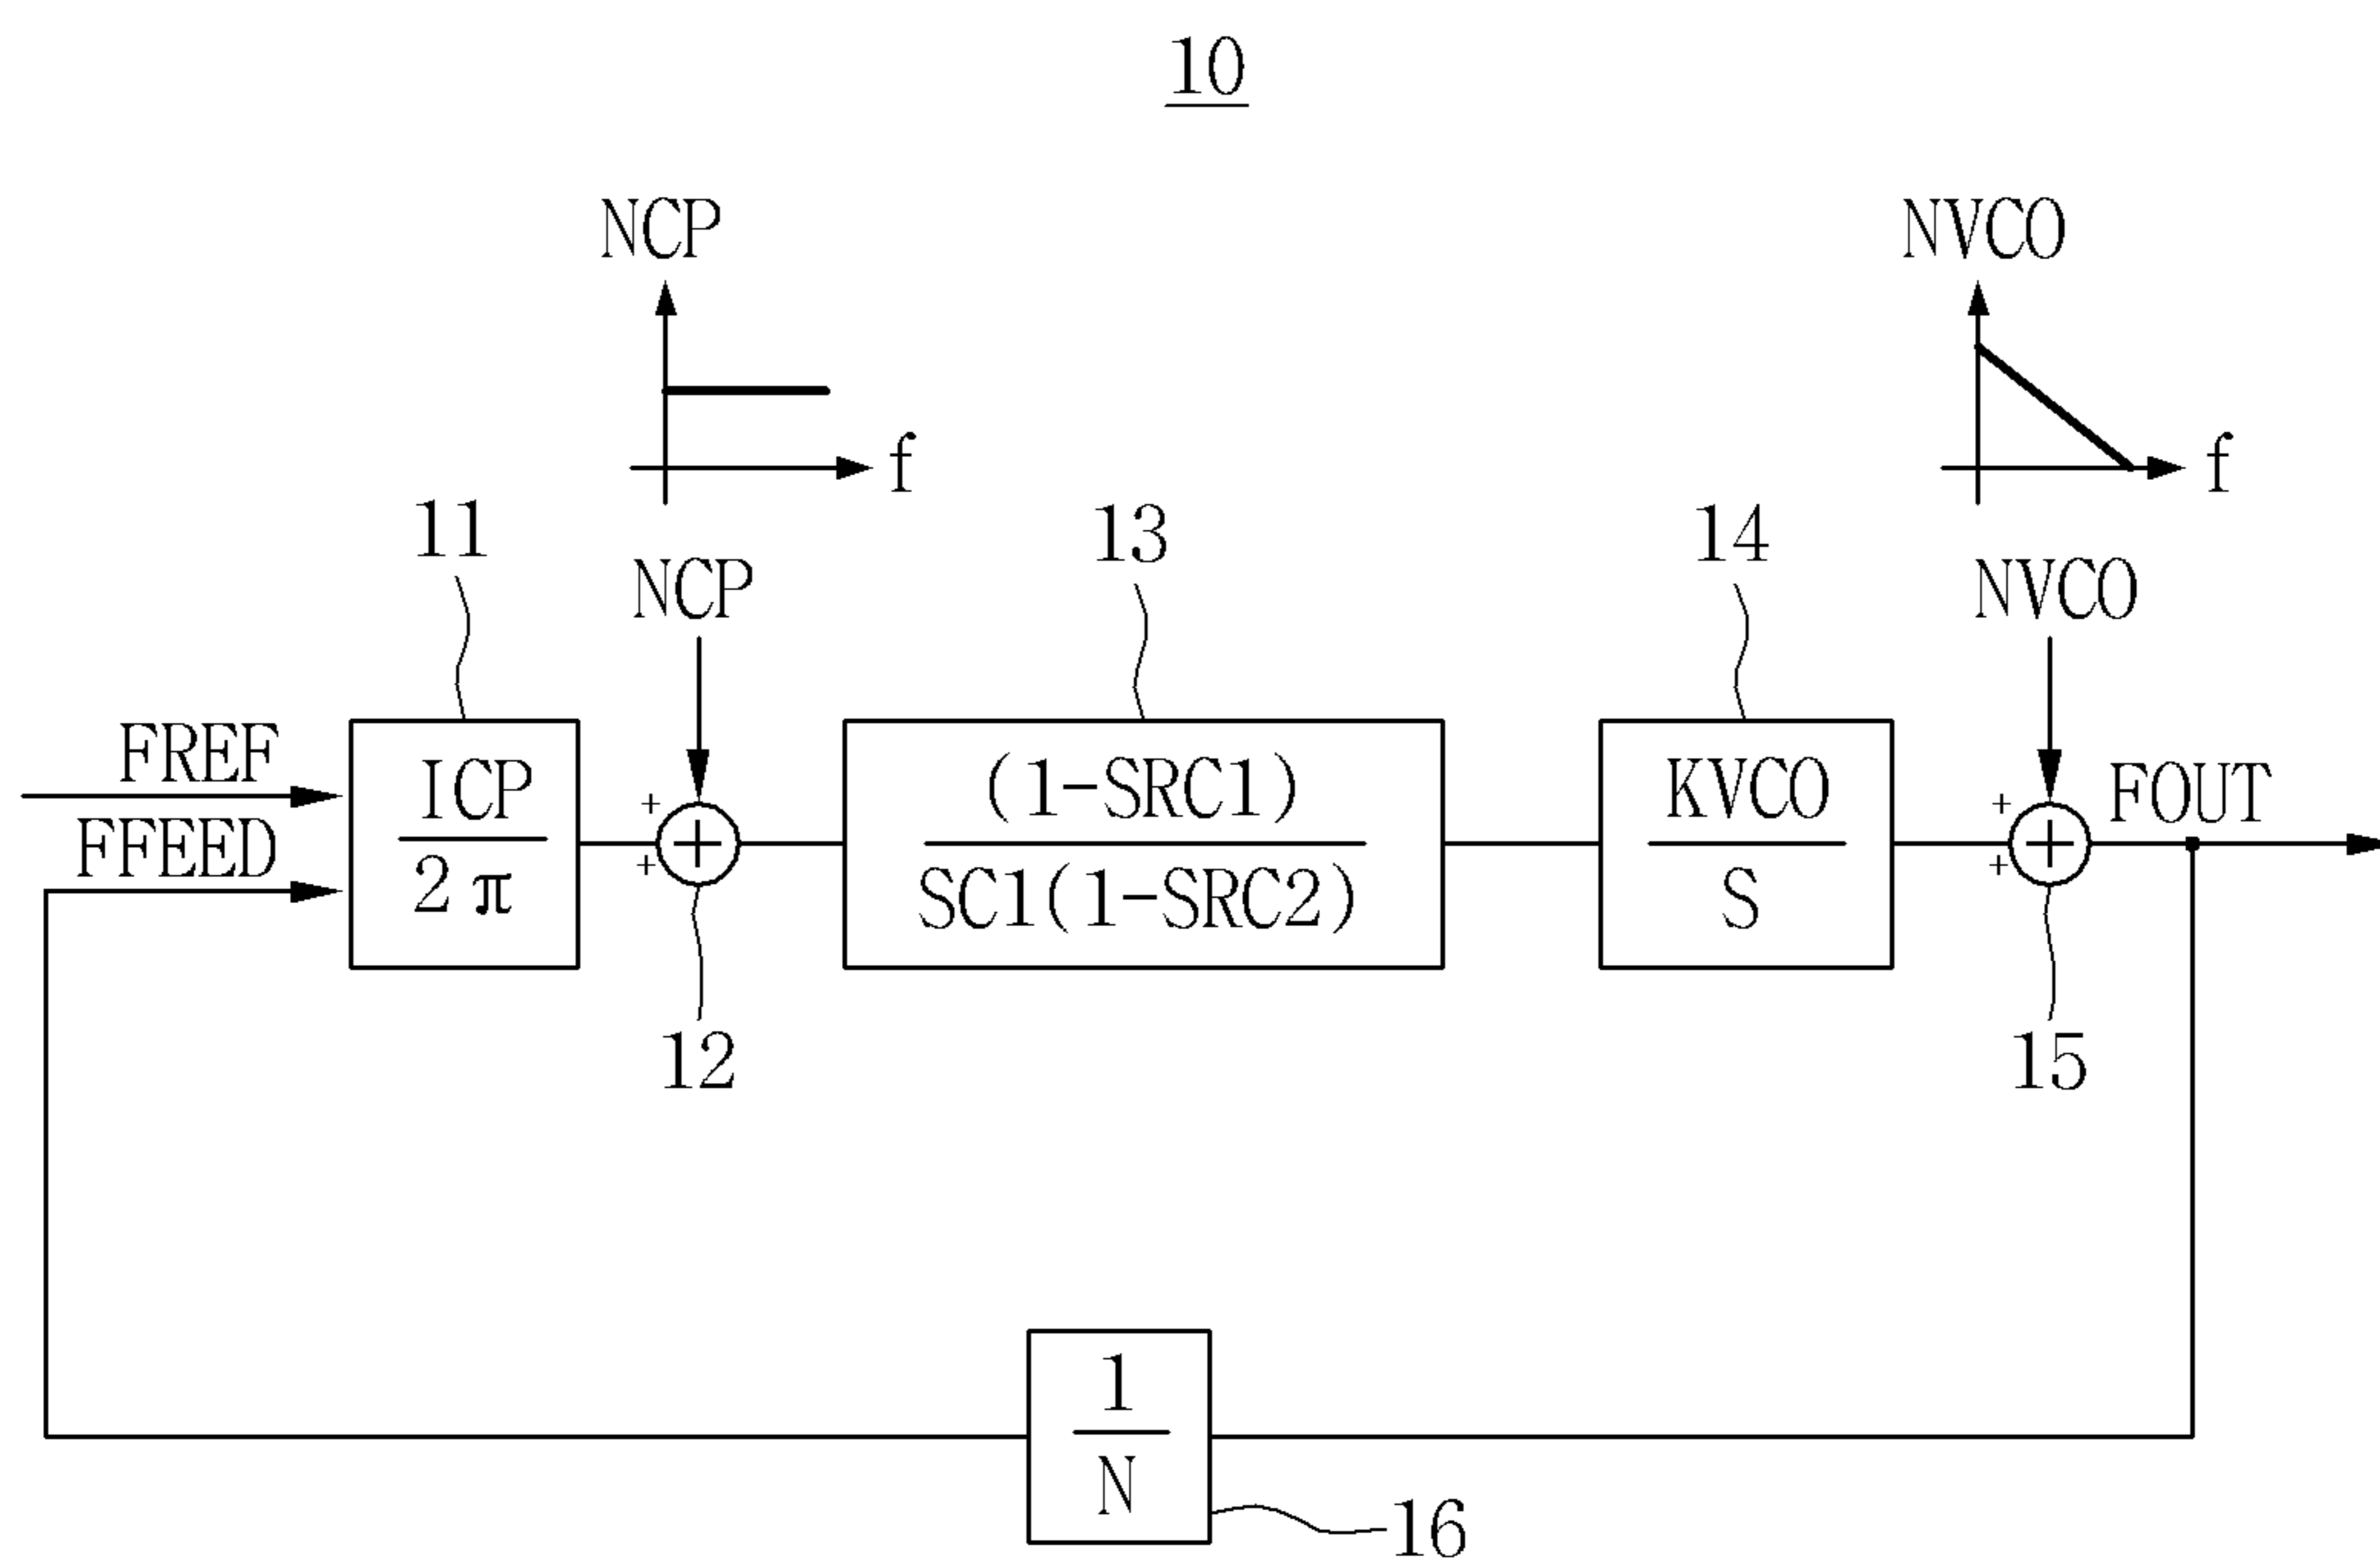 10
NCP
NVCO
f
f
11
13
14
NCP
NVCO
FREF
FFEED
ICP
2π
+
+
+
(1-SRC1)
SC1(1-SRC2)
KVCO
S
+
+
+
FOUT
12
15
1
N
16